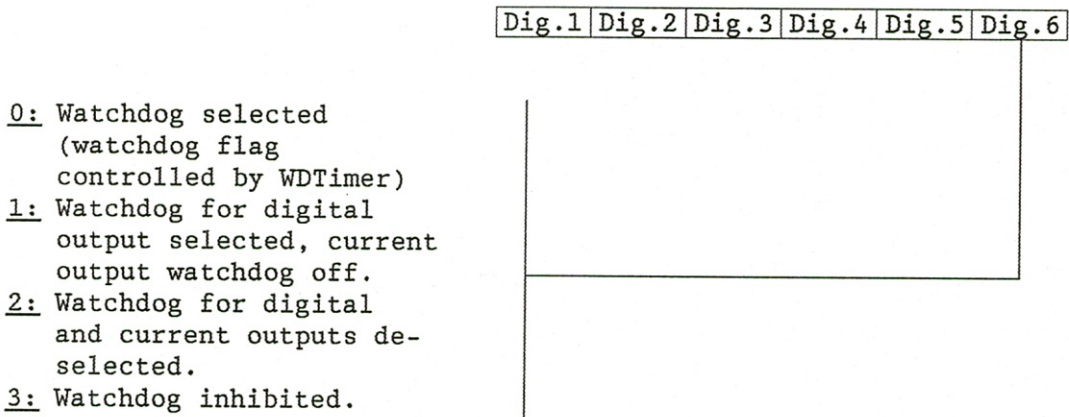 Dig.1 Dig.2 Dig.3 Dig.4 Dig.5 Dig.6
0: Watchdog selected
(watchdog flag
controlled by WDTimer)
1: Watchdog for digital
output selected, current
output watchdog off.
2: Watchdog for digital
and current outputs de-
selected.
3: Watchdog inhibited.